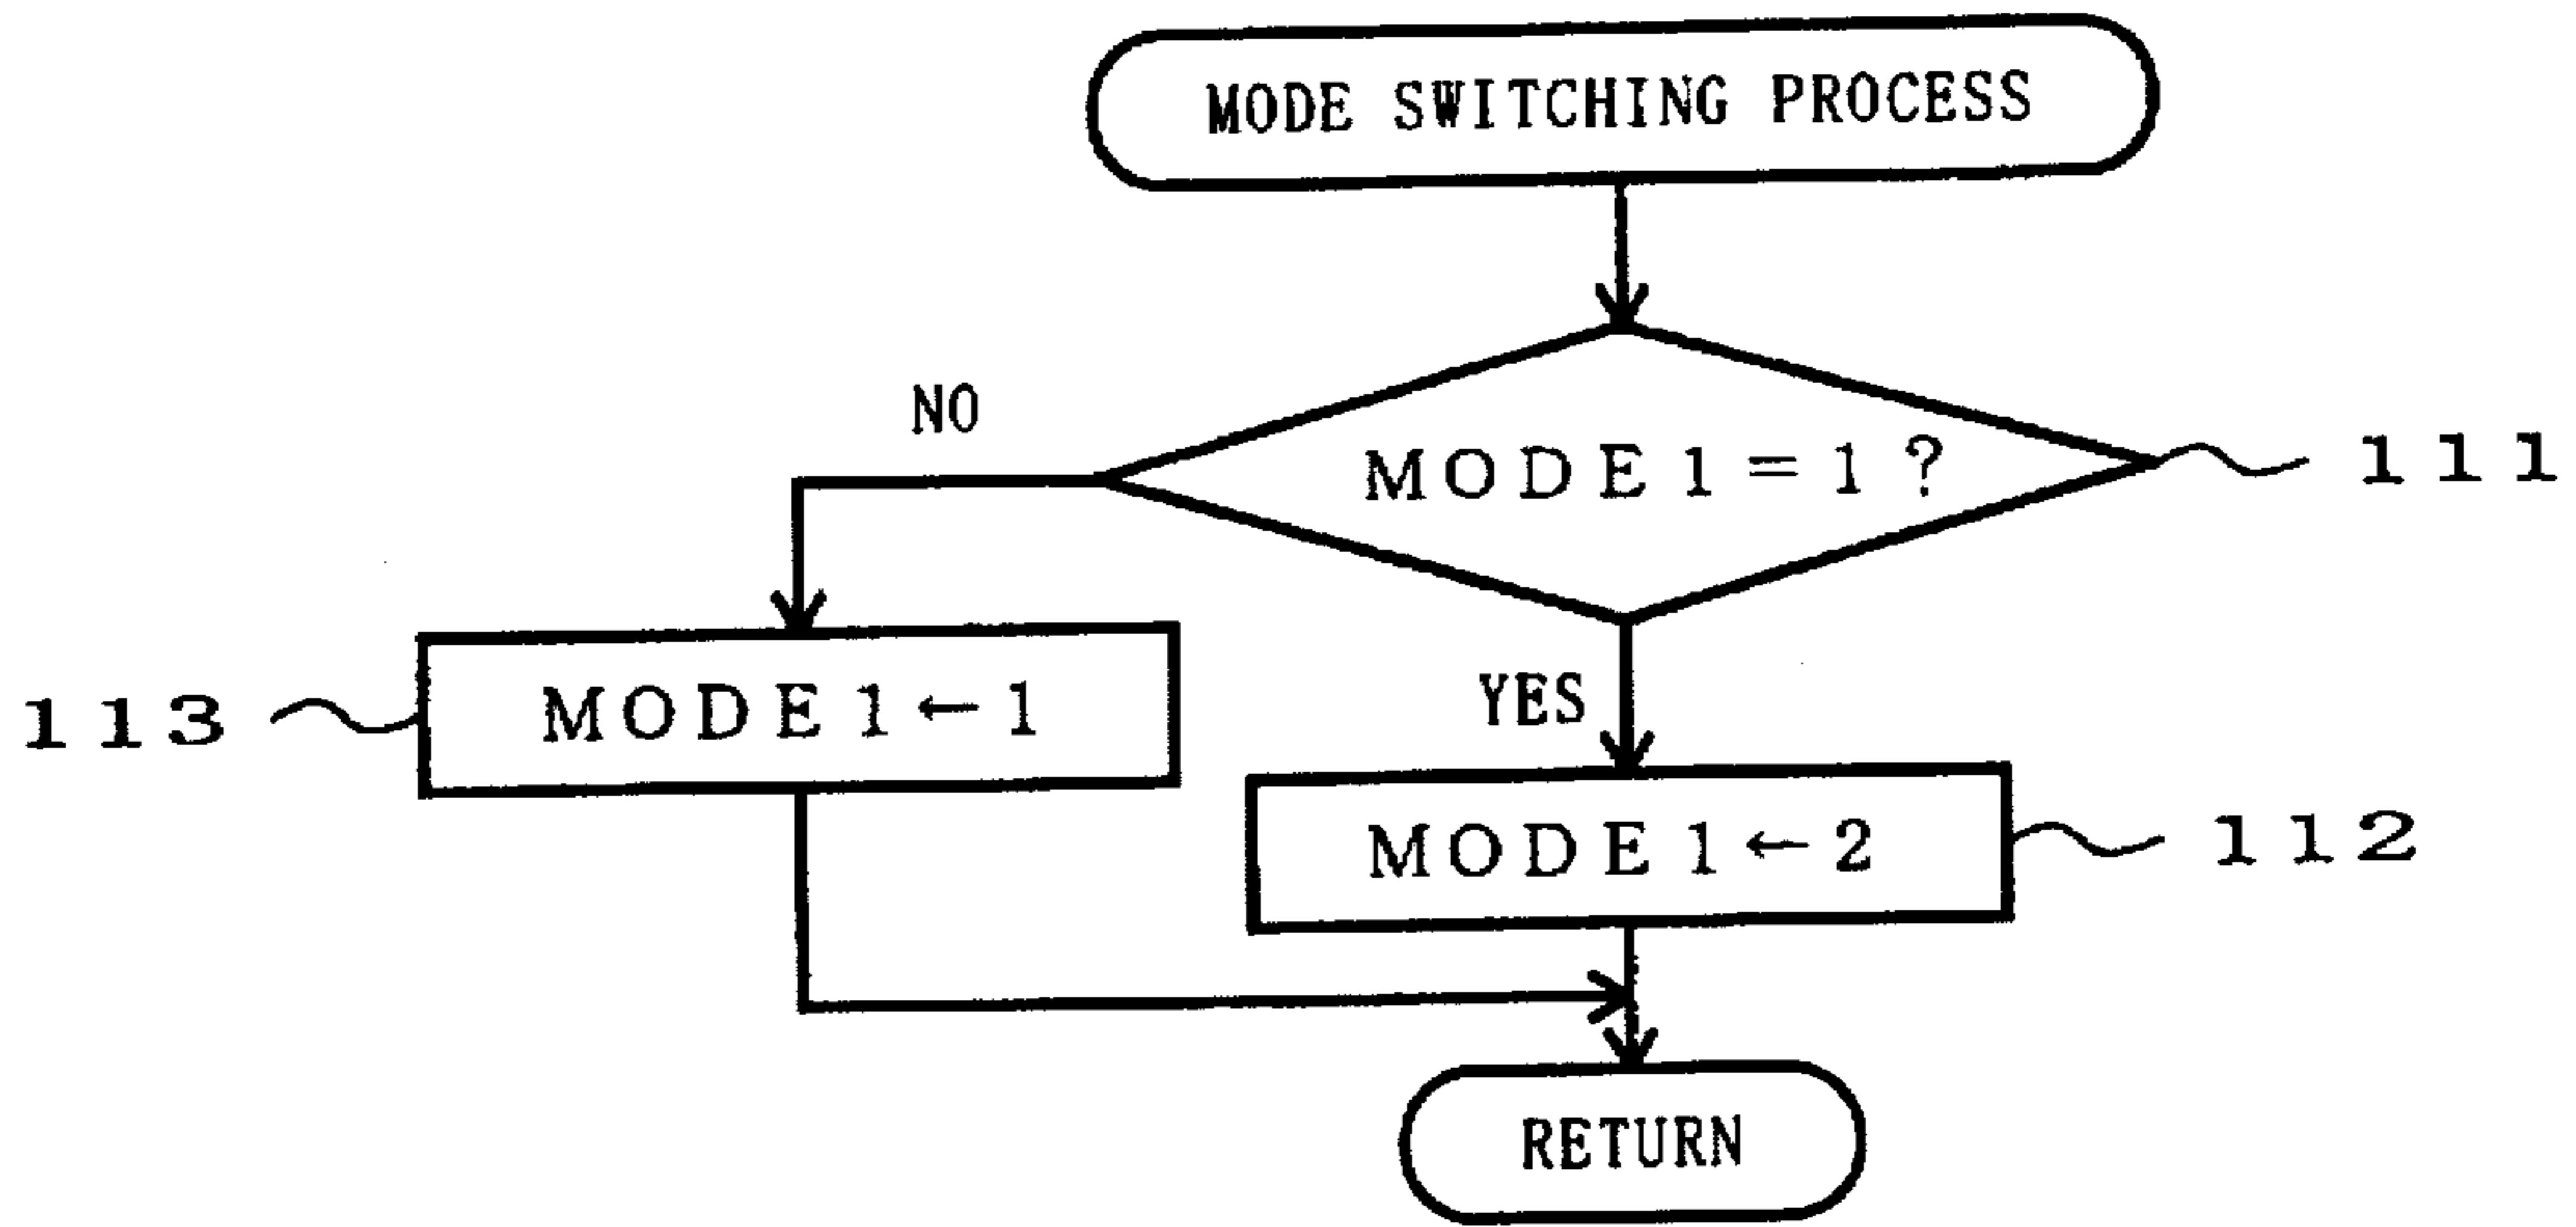 MODE SWITCHING PROCESS
NO
MODE1=1?
111
YES
113
MODE1←1
MODE1←2
112
RETURN